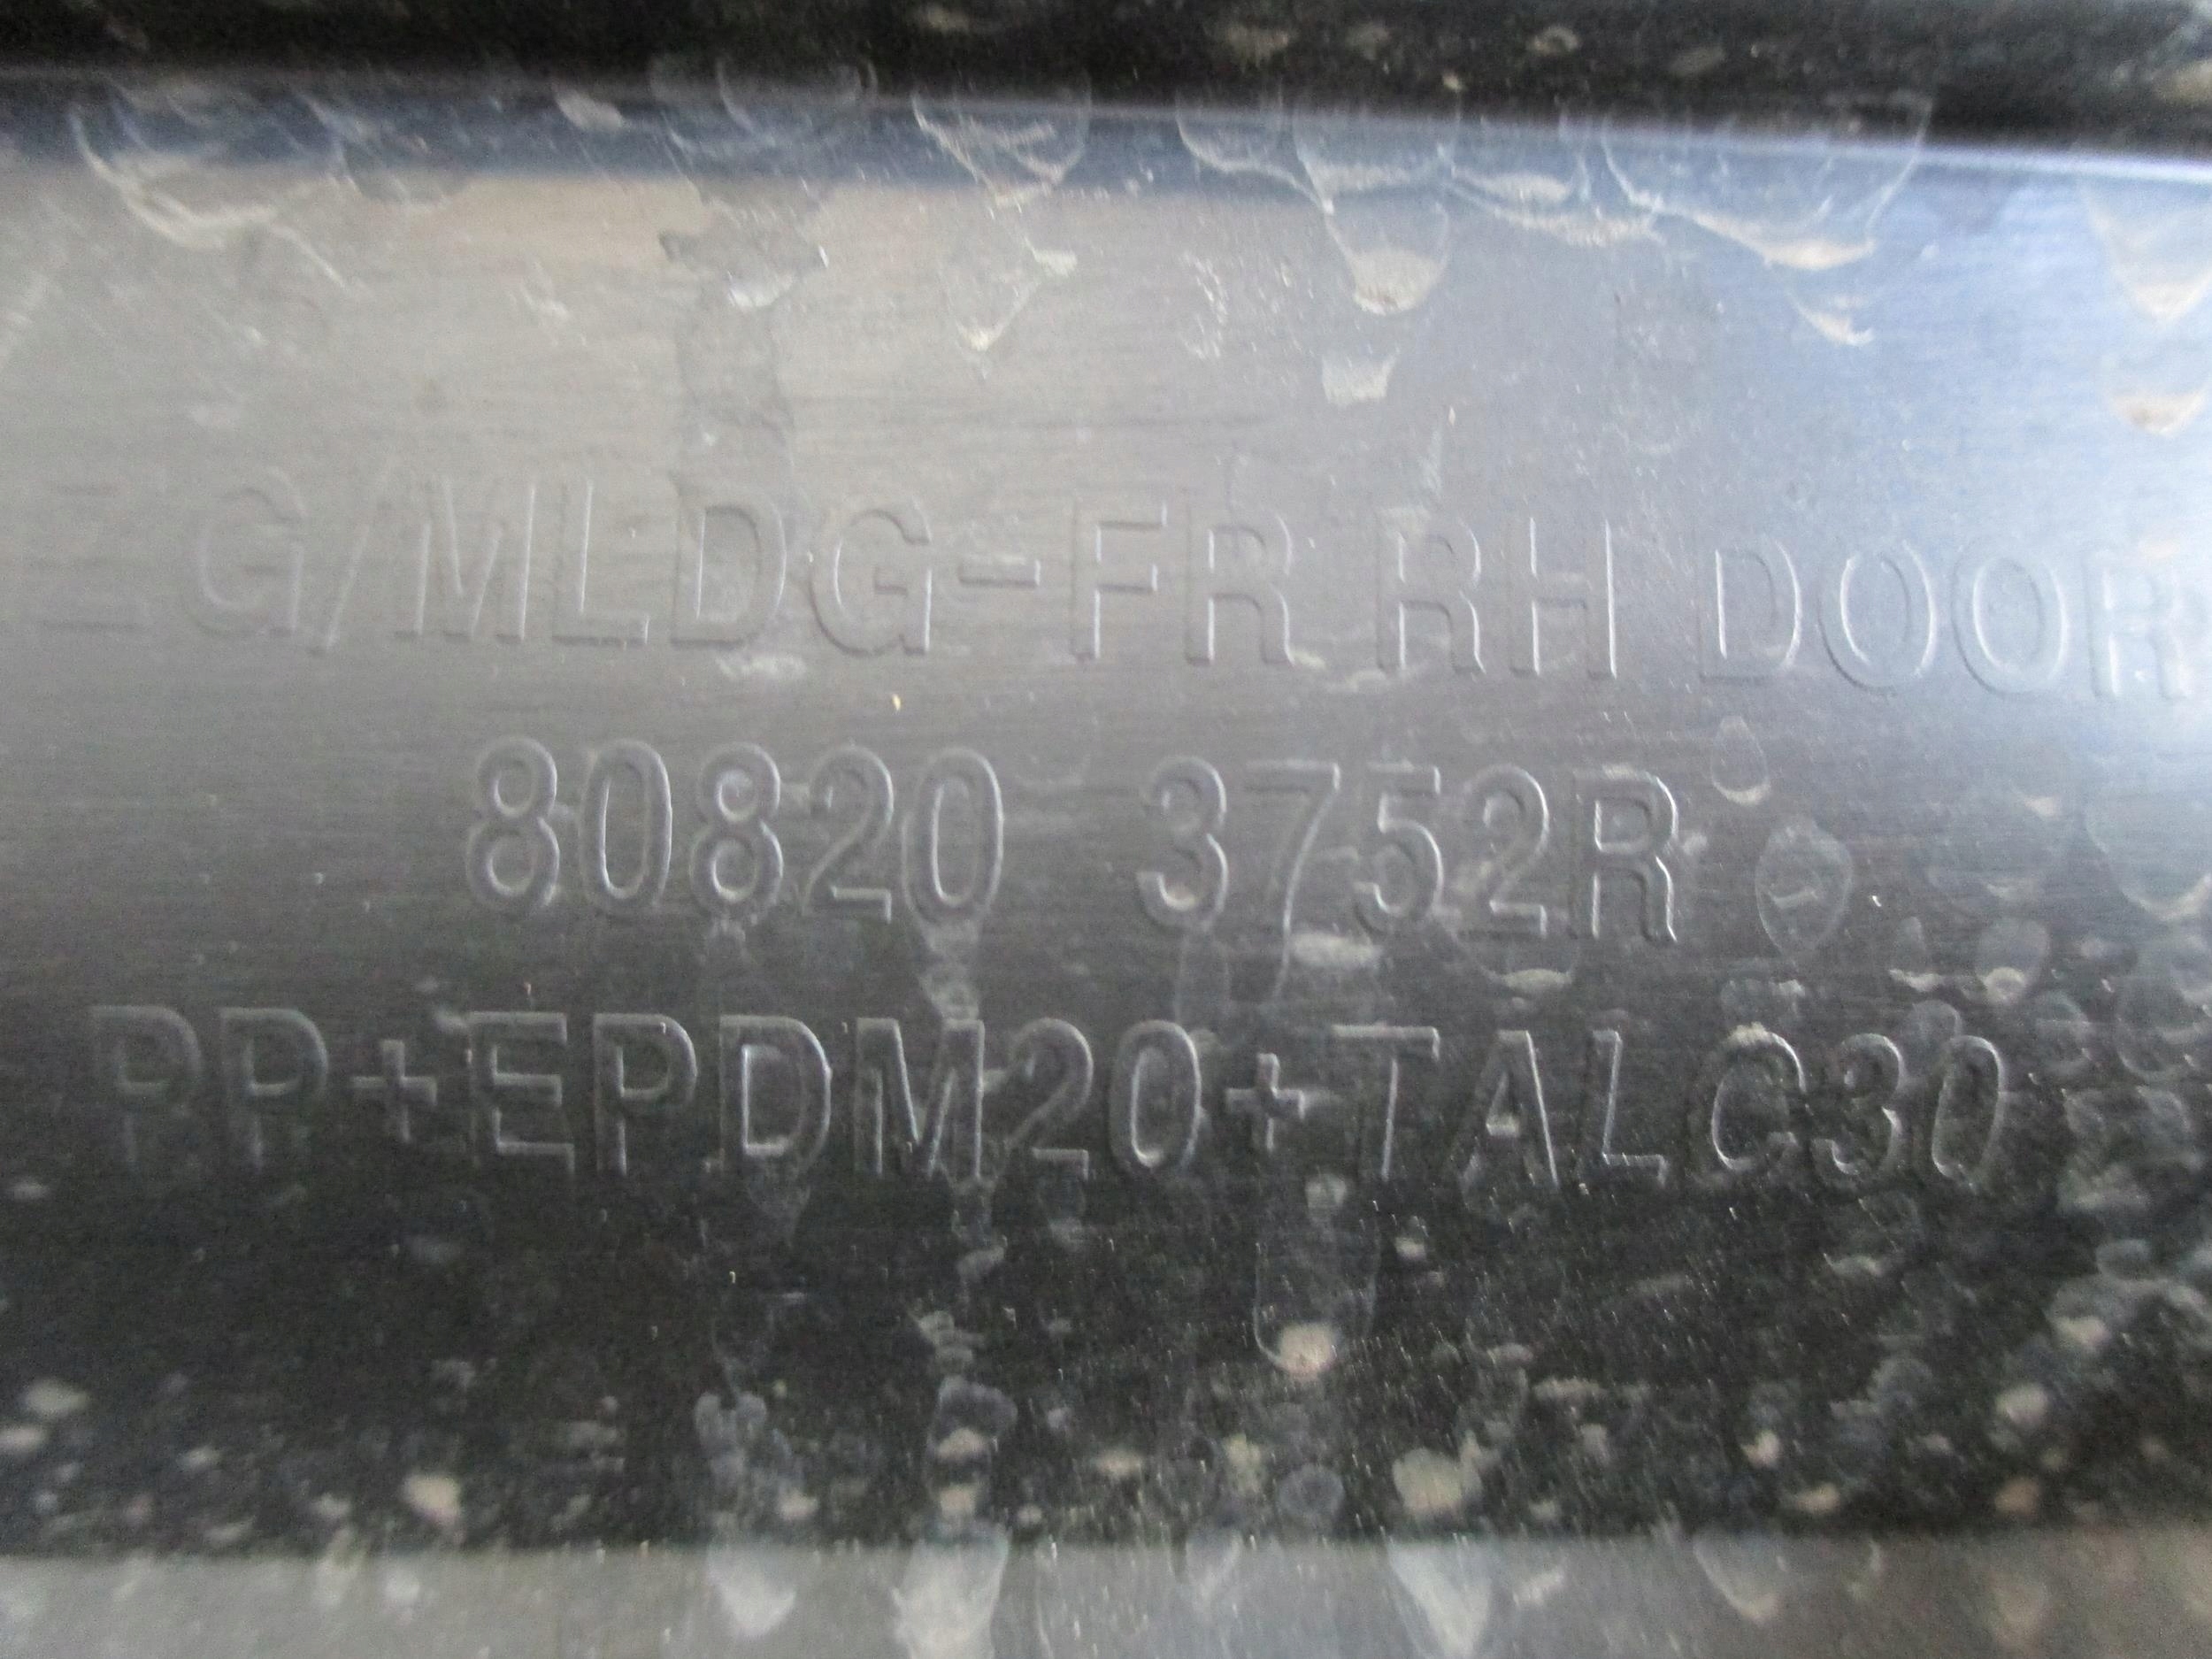 G/MLDG-FR RH DOOR
80820 3752R
PP+EPDM20+TALC30